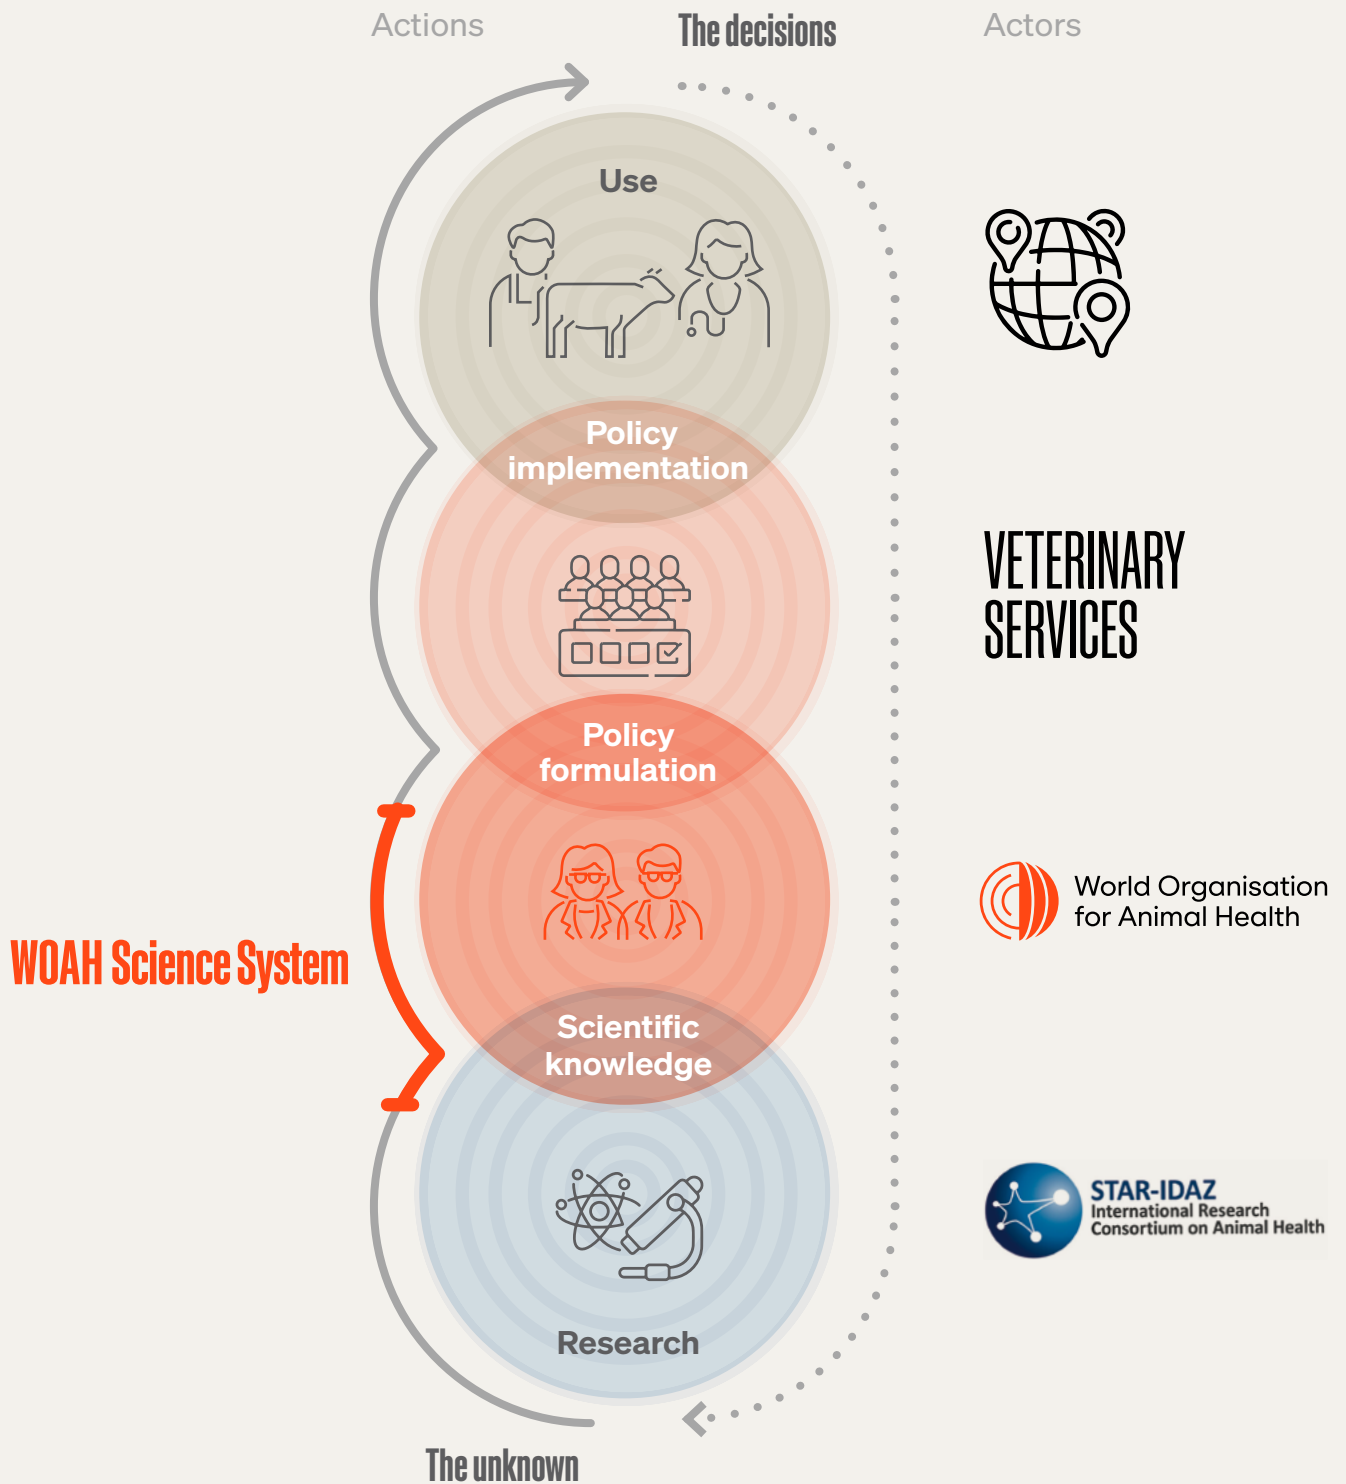 Actions
The decisions
Actors
Use
Policy
implementation
VETERINARY
SERVICES
Policy
formulation
World Organisation
for Animal Health
WOAH Science System
Scientific
knowledge
STAR-IDAZ
International Research
Consortium on Animal Health
Research
The unknown